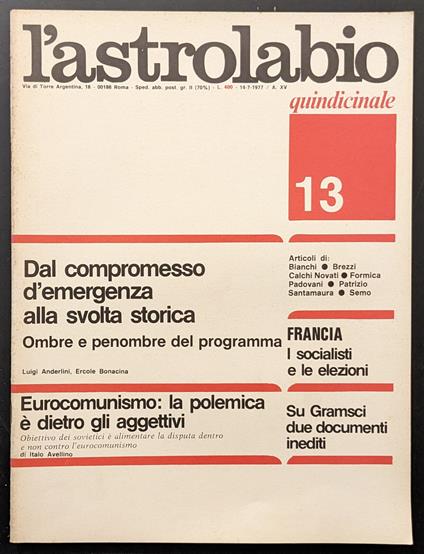 l'astrolabio
Via di Torre Argentina, 18 - 00186 Roma - Sped. abb. post. gr. II (70%) - L. 400 - 14-7-1977 / A. XV
quindicinale
13
Dal compromesso
d'emergenza
alla svolta storica
Ombre e penombre del programma
Luigi Anderlini, Ercole Bonacina
Articoli di:
Bianchi ● Brezzi
Calchi Novati ● Formica
Padovani ● Patrizio
Santamaura ● Semo
FRANCIA
I socialisti
e le elezioni
Eurocomunismo: la polemica
è dietro gli aggettivi
Obiettivo dei sovietici è alimentare la disputa dentro
e non contro l'eurocomunismo
di Italo Avellino
Su Gramsci
due documenti
inediti